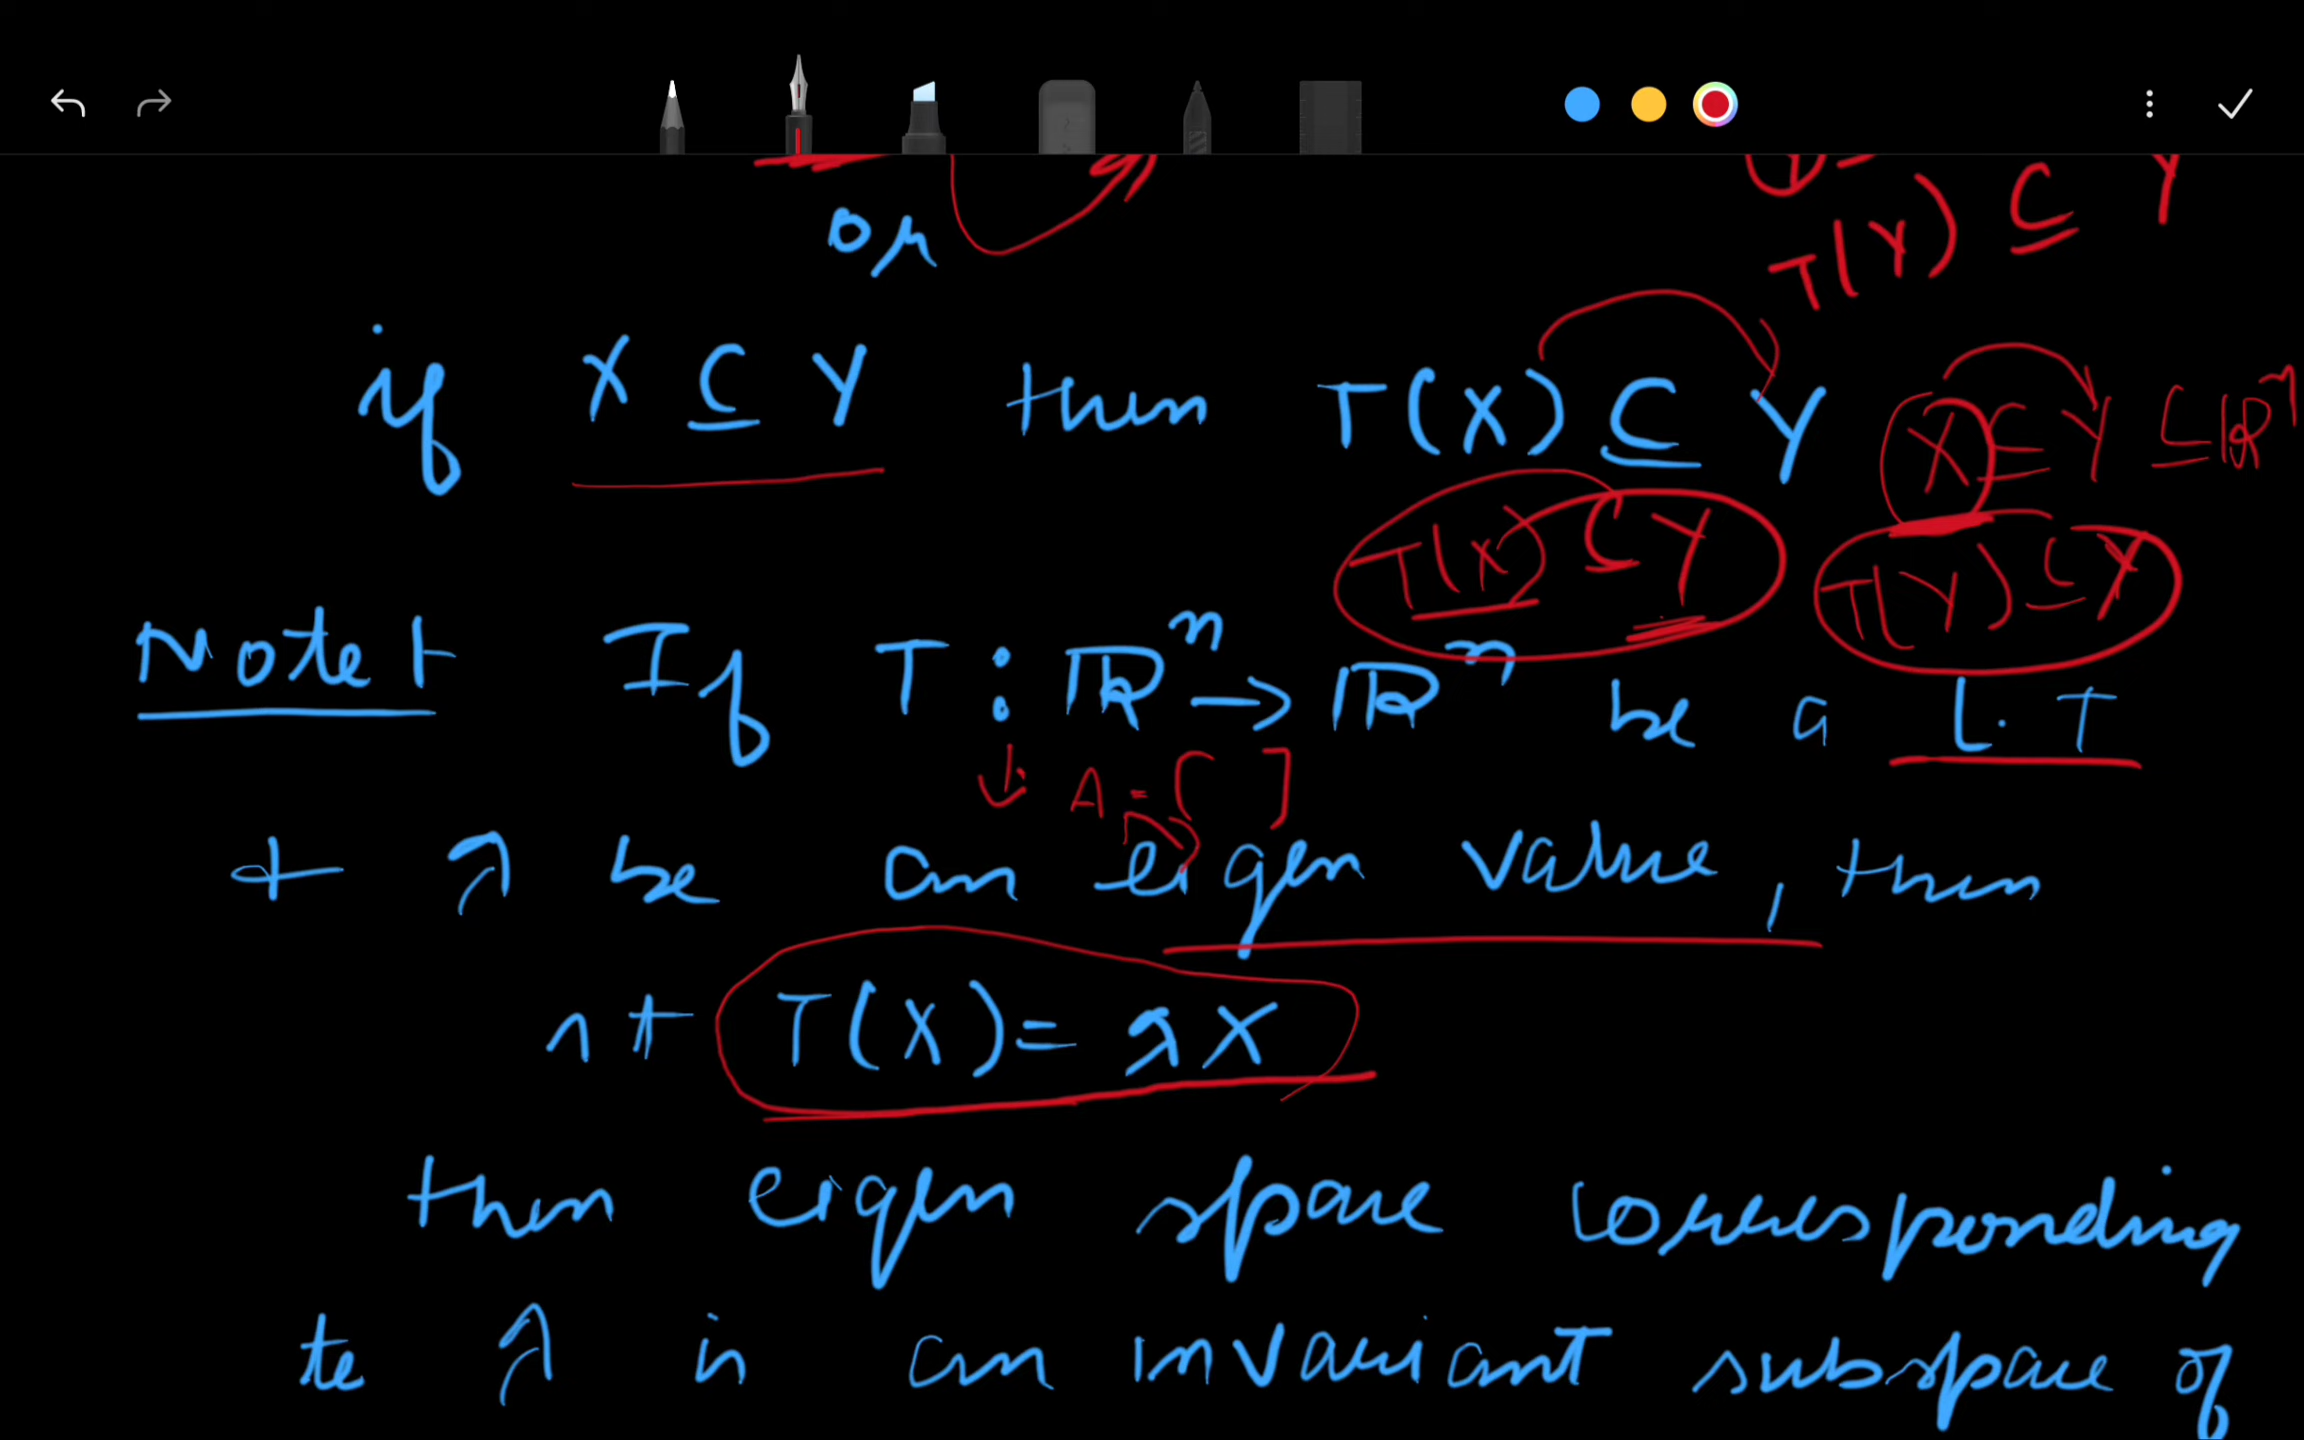 T(Y) ⊆ Y
or
if X ⊆ Y then T(X) ⊆ Y
X ⊆ Y ⊆ ℝⁿ
T(X) ⊆ Y
T(Y) ⊆ Y
Note :- If T : ℝⁿ → ℝⁿ be a L.T
A = [ ]
+ λ be an eigen value, then
st T(X) = λX
then eigen space corresponding
to λ is an invariant subspace of